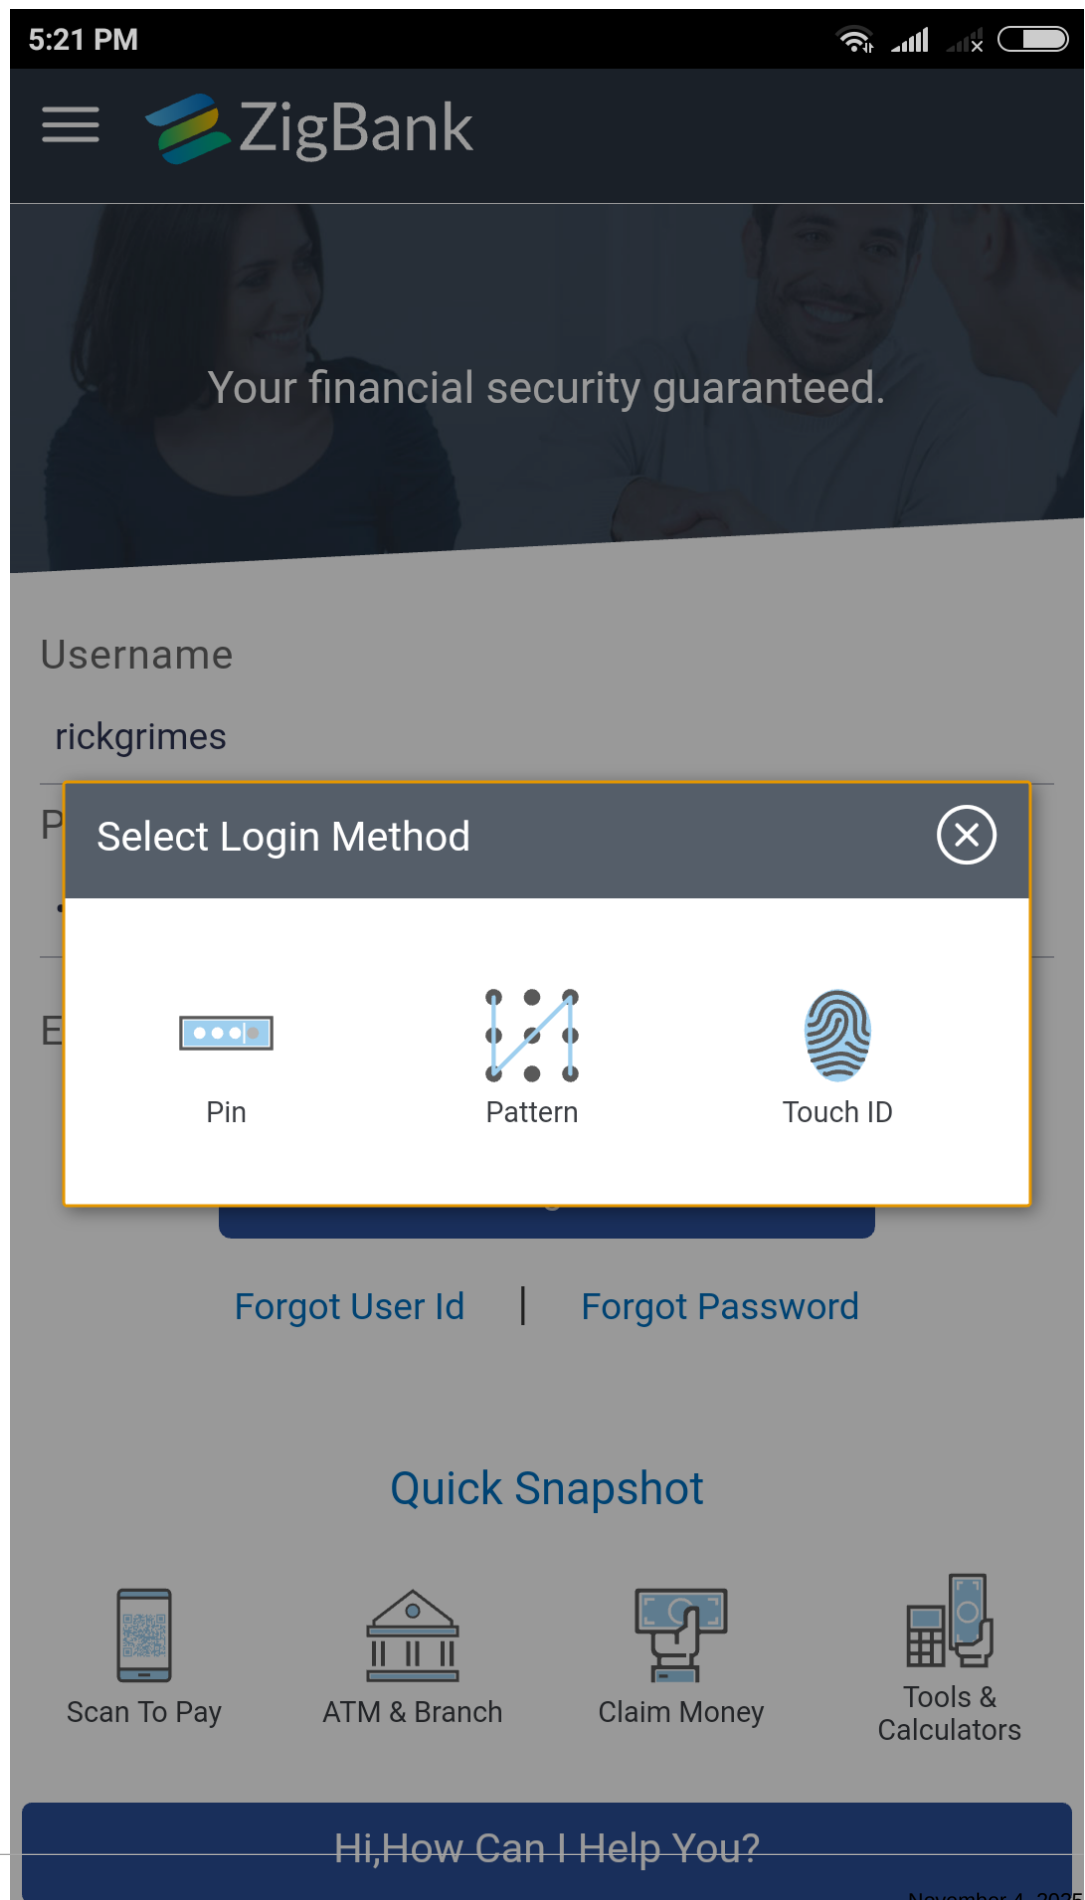 5:21 PM
ZigBank
Your financial security guaranteed.
Username
rickgrimes
P
Select Login Method
E
Pin
Pattern
Touch ID
Forgot User Id | Forgot Password
Quick Snapshot
Scan To Pay
ATM & Branch
Claim Money
Tools &
Calculators
Hi,How Can I Help You?